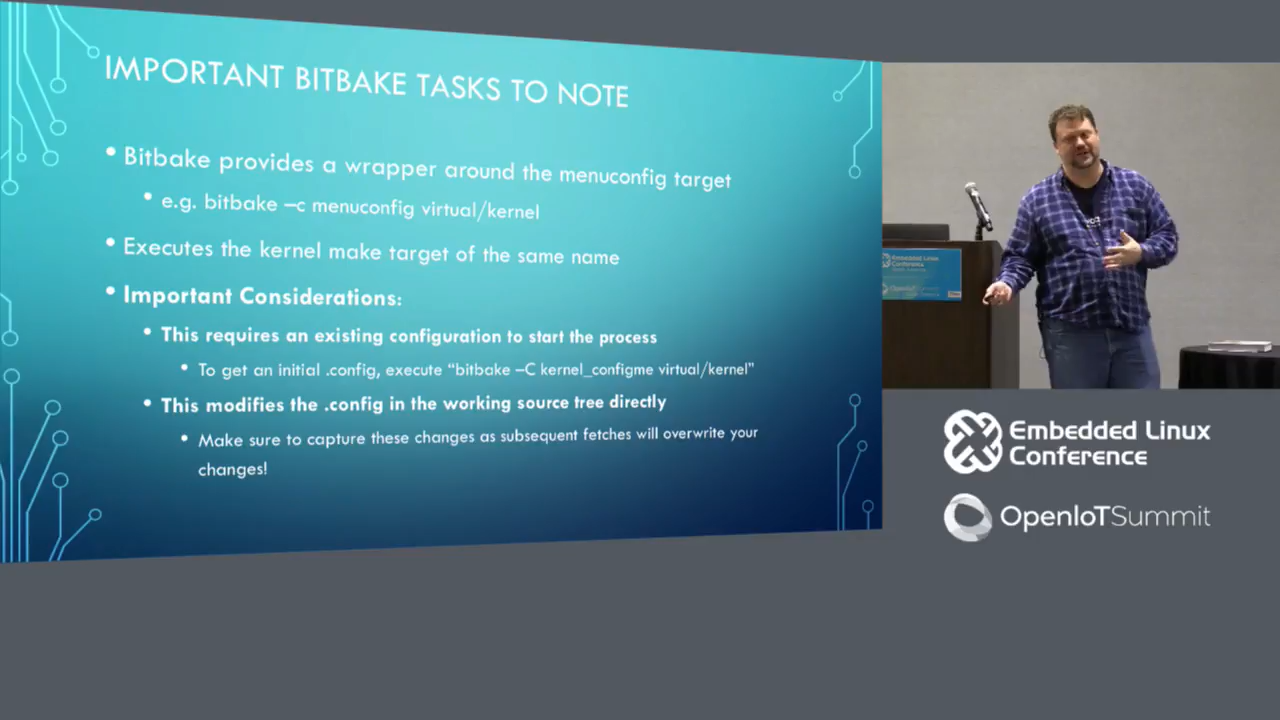 IMPORTANT BITBAKE TASKS TO NOTE
• Bitbake provides a wrapper around the menuconfig target
• e.g. bitbake –c menuconfig virtual/kernel
• Executes the kernel make target of the same name
• Important Considerations:
• This requires an existing configuration to start the process
• To get an initial .config, execute “bitbake –C kernel_configme virtual/kernel”
• This modifies the .config in the working source tree directly
• Make sure to capture these changes as subsequent fetches will overwrite your
changes!
Embedded Linux
Conference
Embedded Linux
Conference
OpenIoTSummit